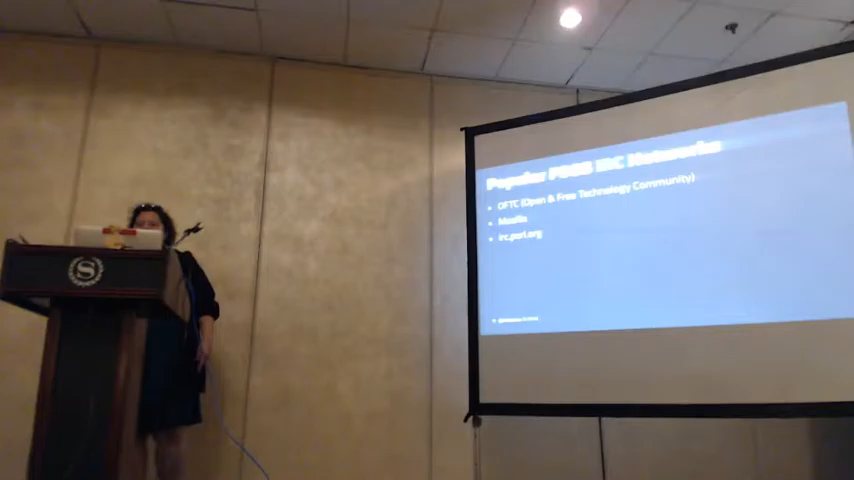 Popular FOSS IRC Networks
OFTC (Open & Free Technology Community)
Mozilla
irc.perl.org
S